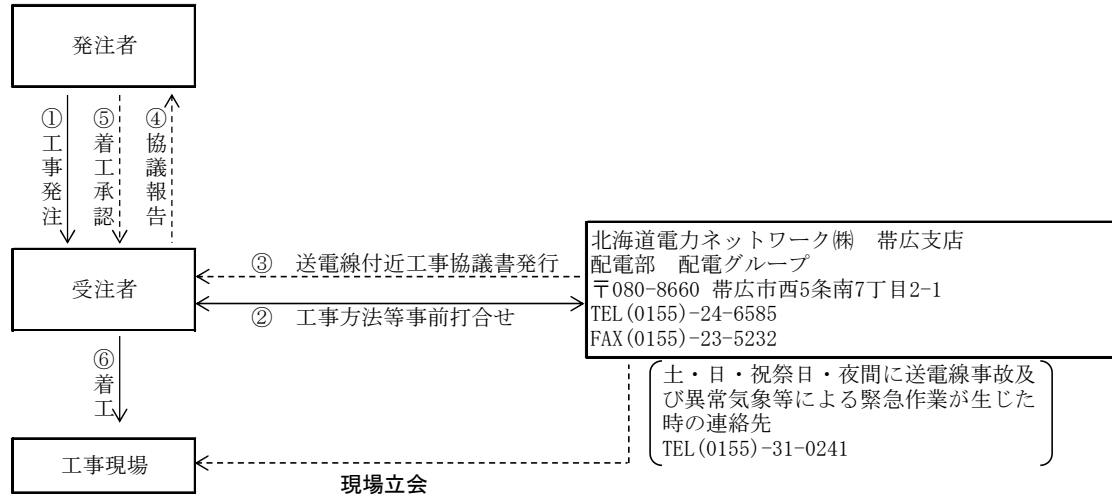 発注者
①工事発注
⑤着工承認
④協議報告
受注者
③ 送電線付近工事協議書発行
② 工事方法等事前打合せ
北海道電力ネットワーク㈱ 帯広支店
配電部 配電グループ
〒080-8660 帯広市西5条南7丁目2-1
TEL(0155)-24-6585
FAX(0155)-23-5232
土・日・祝祭日・夜間に送電線事故及
び異常気象等による緊急作業が生じた
時の連絡先
TEL(0155)-31-0241
⑥着工
工事現場
現場立会